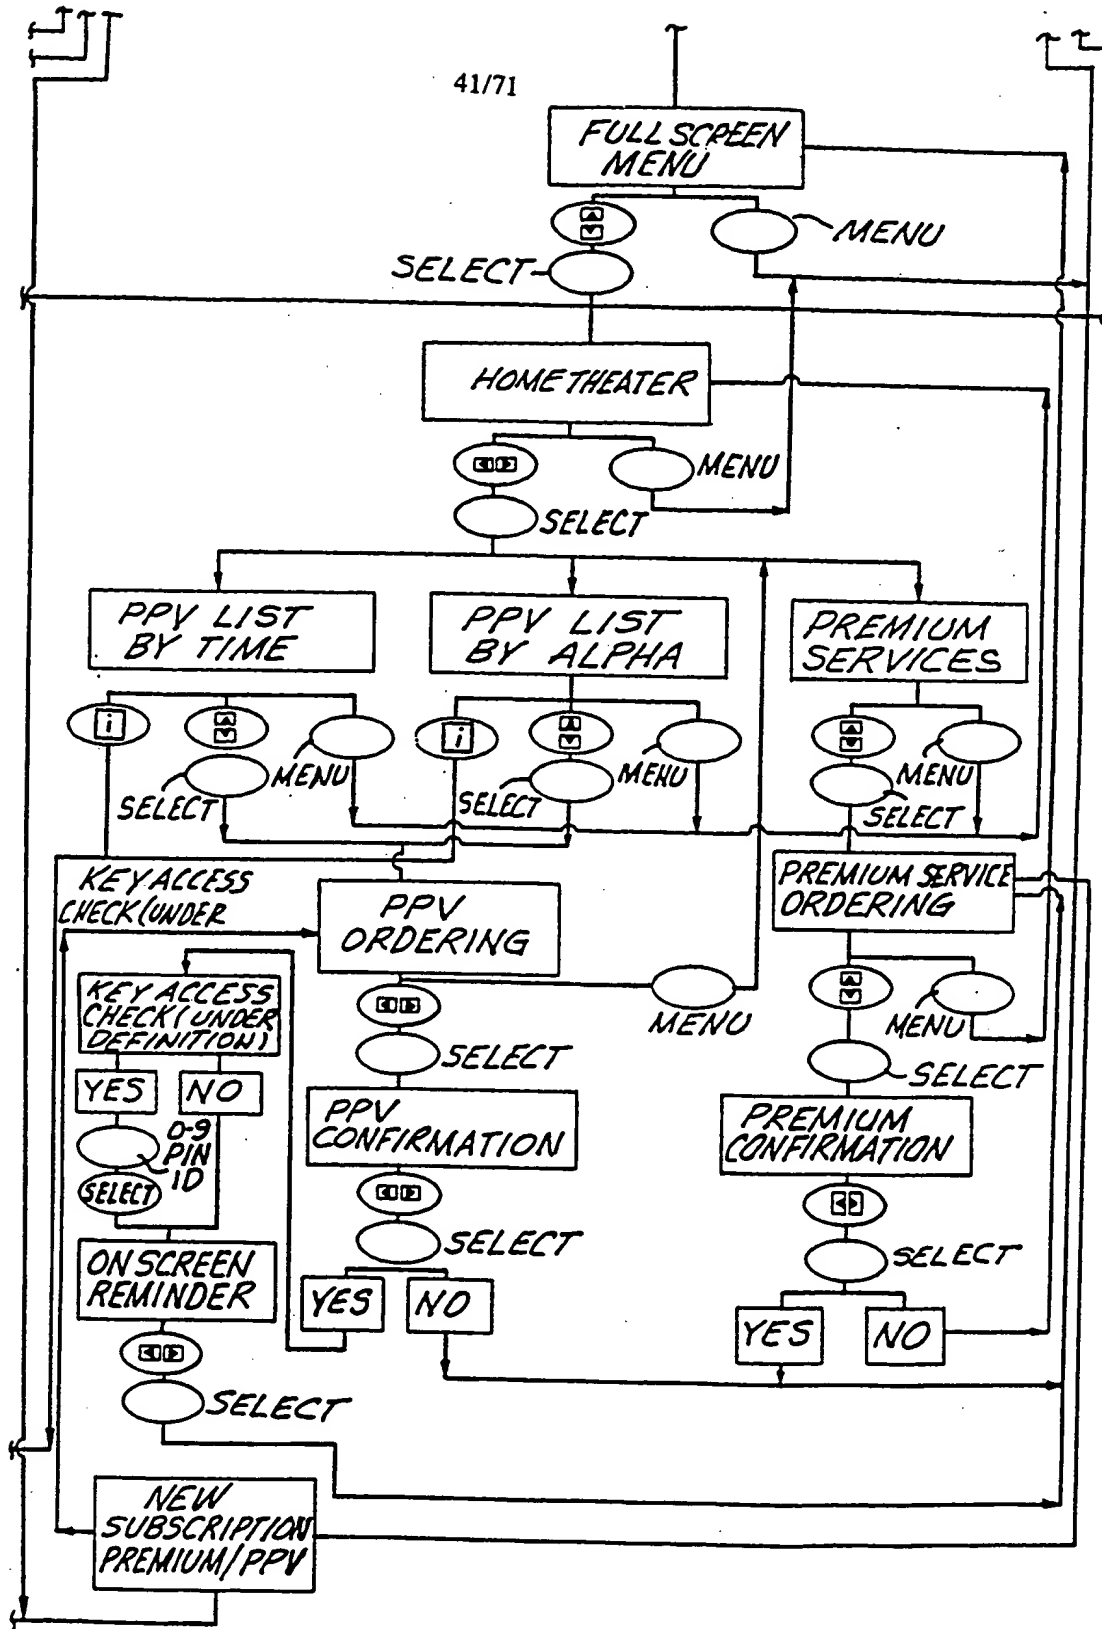 41/71
FULL SCREEN
MENU
MENU
SELECT
HOME THEATER
MENU
SELECT
PPV LIST
BY TIME
PPV LIST
BY ALPHA
PREMIUM
SERVICES
i
MENU
SELECT
i
MENU
SELECT
MENU
SELECT
KEY ACCESS
CHECK (UNDER
PPV
ORDERING
PREMIUM SERVICE
ORDERING
KEY ACCESS
CHECK (UNDER
DEFINITION)
MENU
MENU
SELECT
SELECT
YES
NO
0-9
PIN
ID
SELECT
PPV
CONFIRMATION
PREMIUM
CONFIRMATION
SELECT
SELECT
ON SCREEN
REMINDER
YES
NO
YES
NO
SELECT
NEW
SUBSCRIPTION
PREMIUM/PPV